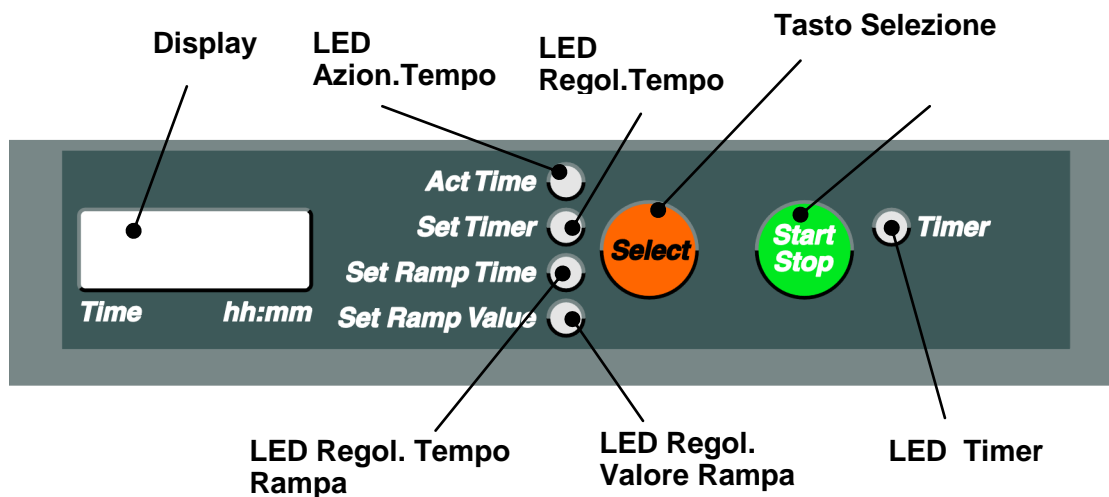 Display
LED
Azion.Tempo
LED
Regol.Tempo
Tasto Selezione
Act Time
Set Timer
Set Ramp Time
Set Ramp Value
Select
Start
Stop
Timer
Time hh:mm
LED Regol. Tempo
Rampa
LED Regol.
Valore Rampa
LED Timer